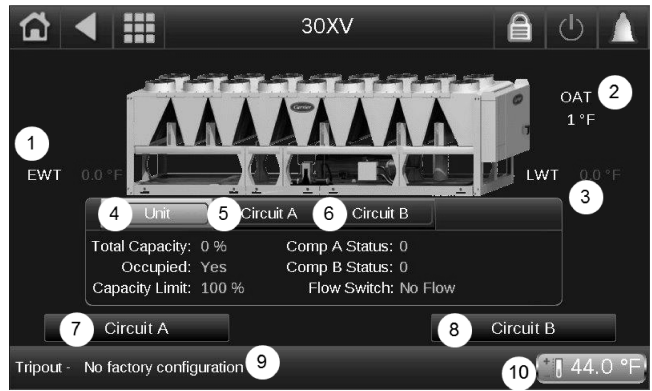 30XV
OAT 2
1 °F
1
EWT 0.0 °F
LWT 0.0 °F
3
4 Unit 5 Circuit A 6 Circuit B
Total Capacity: 0 % Comp A Status: 0
Occupied: Yes Comp B Status: 0
Capacity Limit: 100 % Flow Switch: No Flow
7 Circuit A 8 Circuit B
Tripout - No factory configuration 9
10 44.0 °F